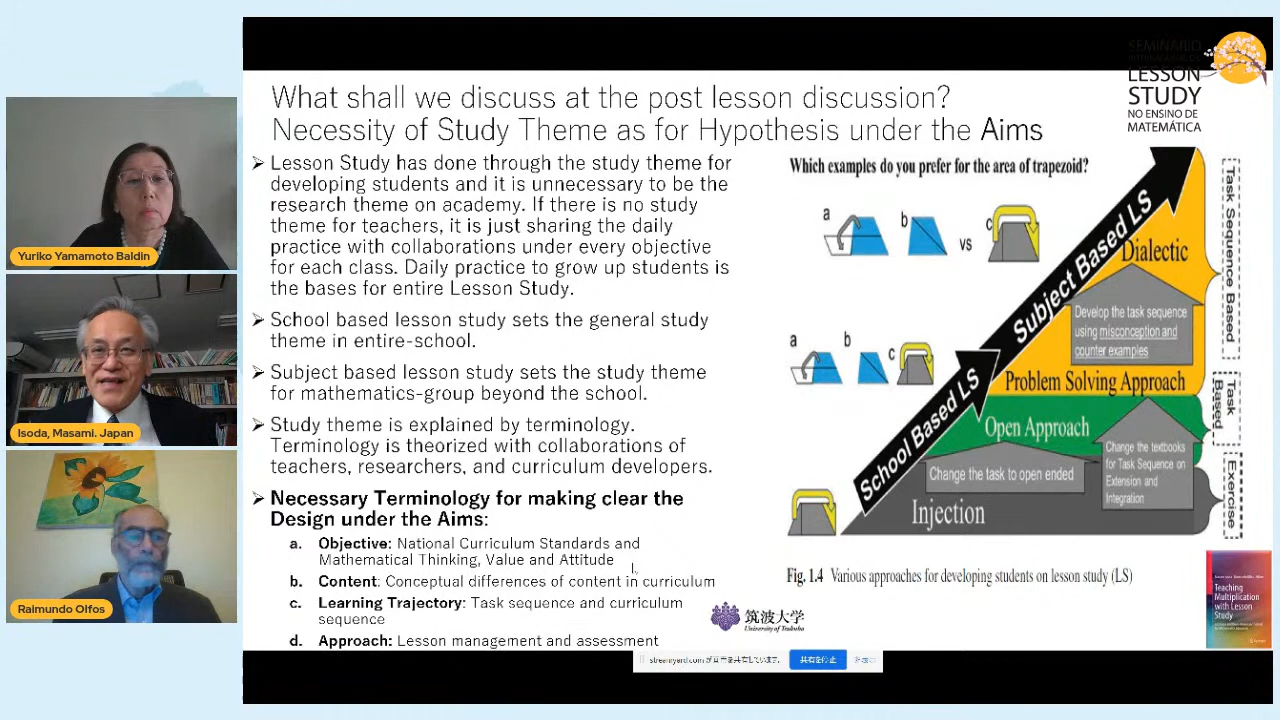 SEMINÁRIO
LESSON
STUDY
NO ENSINO DE
MATEMÁTICA
What shall we discuss at the post lesson discussion?
Necessity of Study Theme as for Hypothesis under the Aims
➢ Lesson Study has done through the study theme for
developing students and it is unnecessary to be the
research theme on academy. If there is no study
theme for teachers, it is just sharing the daily
practice with collaborations under every objective
for each class. Daily practice to grow up students is
the bases for entire Lesson Study.
➢ School based lesson study sets the general study
theme in entire-school.
➢ Subject based lesson study sets the study theme
for mathematics-group beyond the school.
➢ Study theme is explained by terminology.
Terminology is theorized with collaborations of
teachers, researchers, and curriculum developers.
➢ Necessary Terminology for making clear the
Design under the Aims:
a. Objective: National Curriculum Standards and
Mathematical Thinking, Value and Attitude
b. Content: Conceptual differences of content in curriculum
c. Learning Trajectory: Task sequence and curriculum
sequence
d. Approach: Lesson management and assessment
Which examples do you prefer for the area of trapezoid?
a b vs c
a b c
School Based LS
Subject Based LS
Dialectic
Develop the task sequence
using misconception and
counter examples
Problem Solving Approach
Open Approach
Change the task to open ended
Change the textbooks
for Task Sequence on
Extension and
Integration
Injection
Task Sequence Based
Task
Based
Exercise
Fig. 1.4 Various approaches for developing students on lesson study (LS)
筑波大学
University of Tsukuba
Teaching
Multiplication
with Lesson
Study
Springer
共有を停止
Yuriko Yamamoto Baldin
Isoda, Masami. Japan
Raimundo Olfos